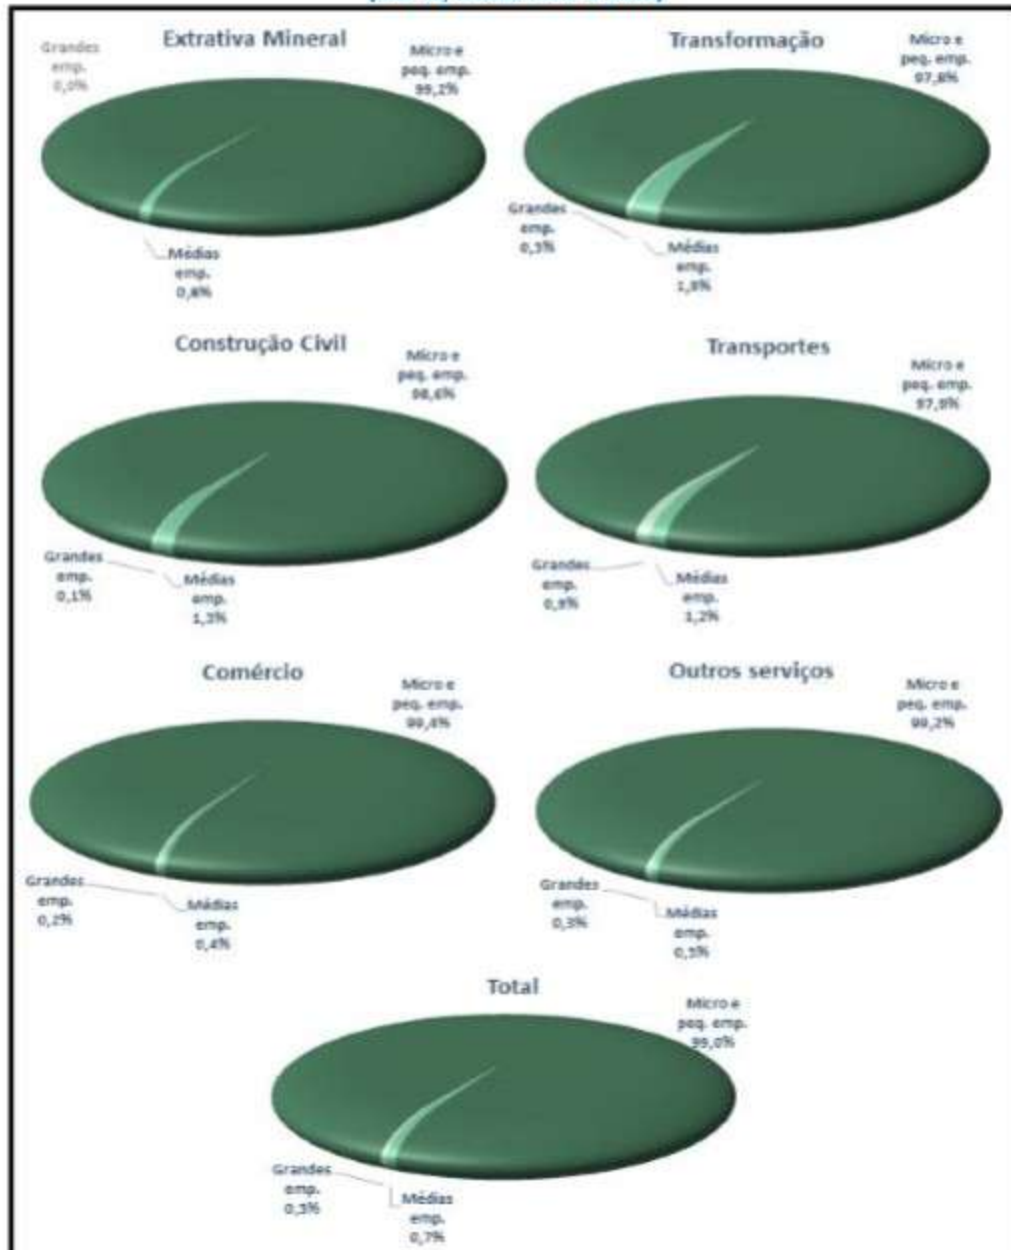 Extrativa Mineral
Grandes
emp.
0,0%
Micro e
peq. emp.
99,2%
Médias
emp.
0,8%
Transformação
Micro e
peq. emp.
97,8%
Grandes
emp.
Médias
emp.
1,8%
Construção Civil
Micro e
peq. emp.
98,6%
Grandes
emp.
0,1%
Médias
emp.
1,3%
Transportes
Micro e
peq. emp.
97,9%
Grandes
emp.
0,9%
Médias
emp.
1,2%
Comércio
Micro e
peq. emp.
99,4%
Grandes
emp.
0,2%
Médias
emp.
0,4%
Outros serviços
Micro e
peq. emp.
99,2%
Grandes
emp.
0,3%
Médias
emp.
Total
Micro e
peq. emp.
99,0%
Grandes
emp.
0,3%
Médias
emp.
0,7%